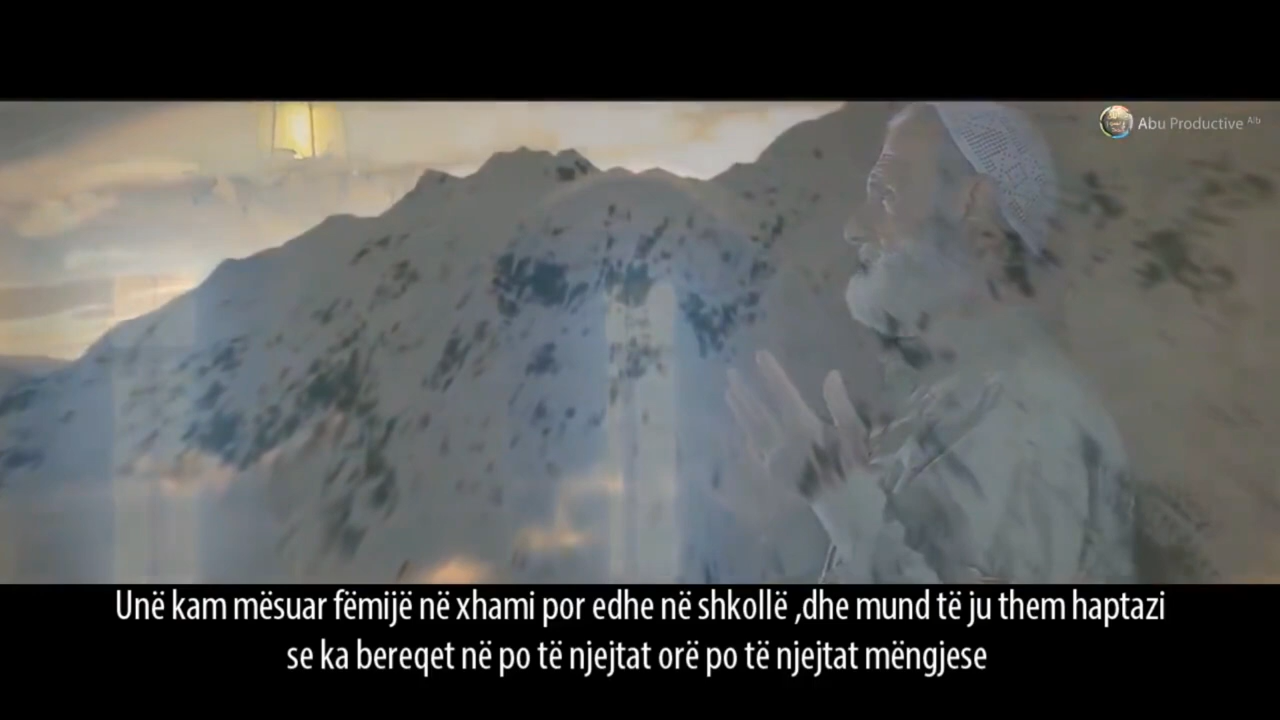 Abu Productive Alb
Unë kam mësuar fëmijë në xhami por edhe në shkollë ,dhe mund të ju them haptazi
se ka bereqet në po të njejtat orë po të njejtat mëngjese